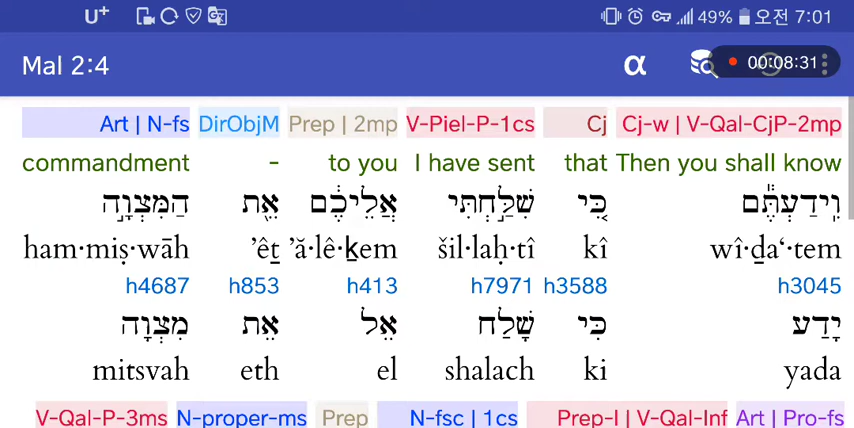 U+ 49% 오전 7:01
Mal 2:4 α 00:08:31
Art | N-fs DirObjM Prep | 2mp V-Piel-P-1cs Cj Cj-w | V-Qal-CjP-2mp
commandment - to you I have sent that Then you shall know
וִֽידַעְתֶּ֕ם כִּ֚י שִׁלַּ֣חְתִּי אֲלֵיכֶ֔ם אֵ֖ת הַמִּצְוָ֣ה
ham·miṣ·wāh ’êṯ ’ă·lê·ḵem šil·laḥ·tî kî wî·ḏa‘·tem
h4687 h853 h413 h7971 h3588 h3045
יָדַע כִּי שָׁלַח אֵל אֵת מִצְוָה
mitsvah eth el shalach ki yada
V-Qal-P-3ms N-proper-ms Prep N-fsc | 1cs Prep-l | V-Qal-Inf Art | Pro-fs